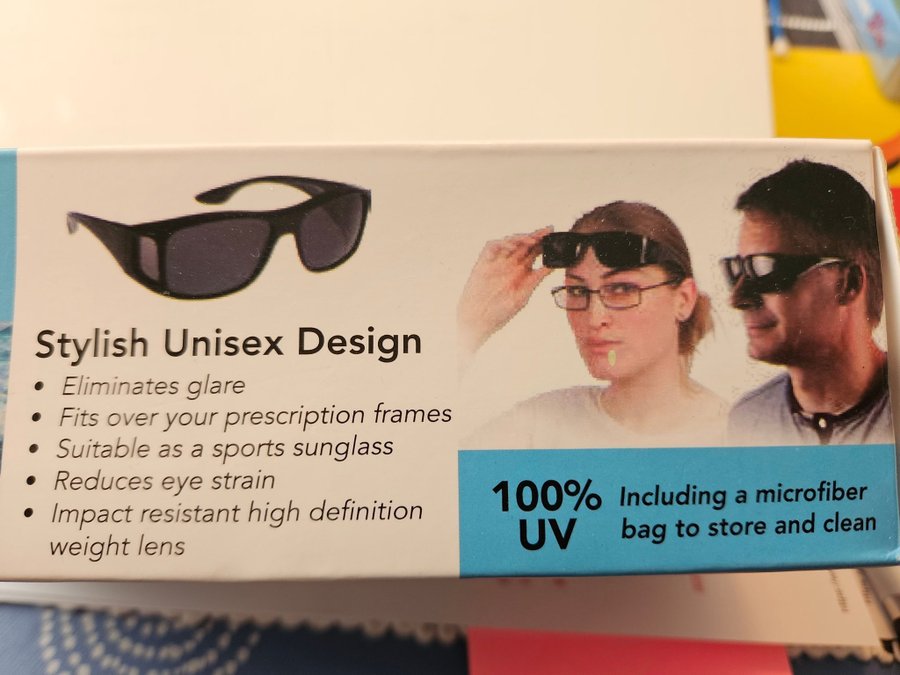 Stylish Unisex Design
• Eliminates glare
• Fits over your prescription frames
• Suitable as a sports sunglass
• Reduces eye strain
• Impact resistant high definition
weight lens
100%
UV
Including a microfiber
bag to store and clean